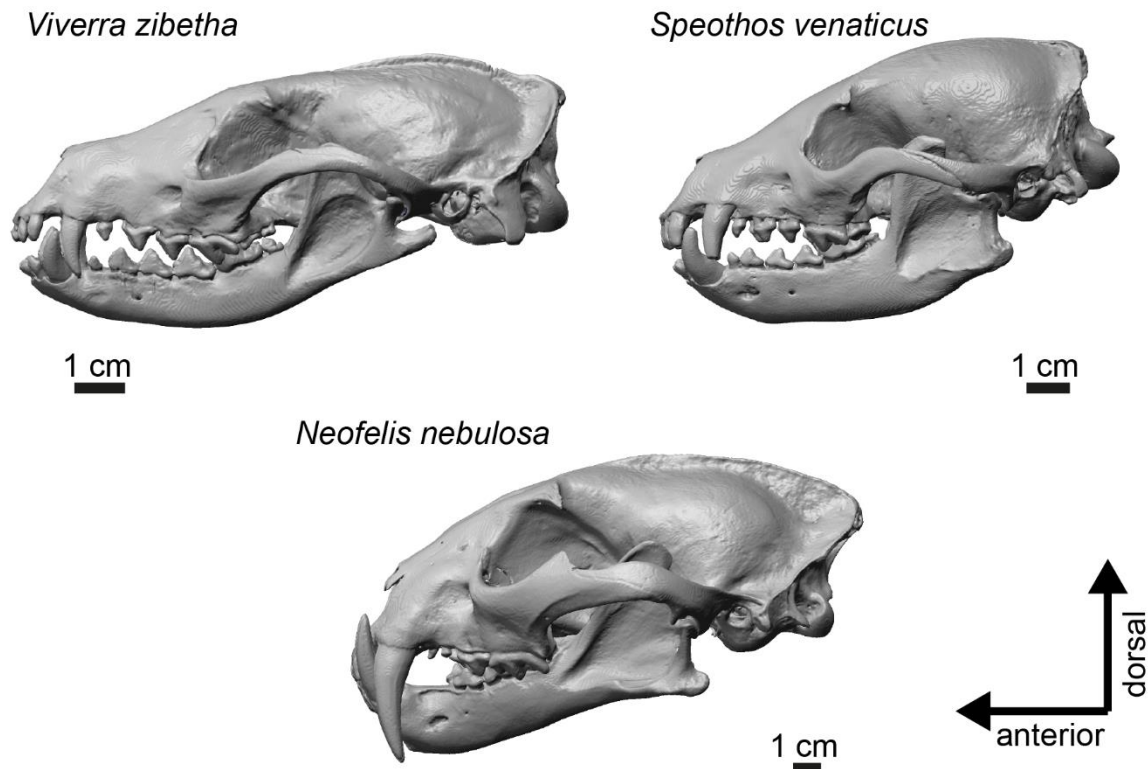 Viverra zibetha
Speothos venaticus
1 cm
1 cm
Neofelis nebulosa
1 cm
dorsal
anterior